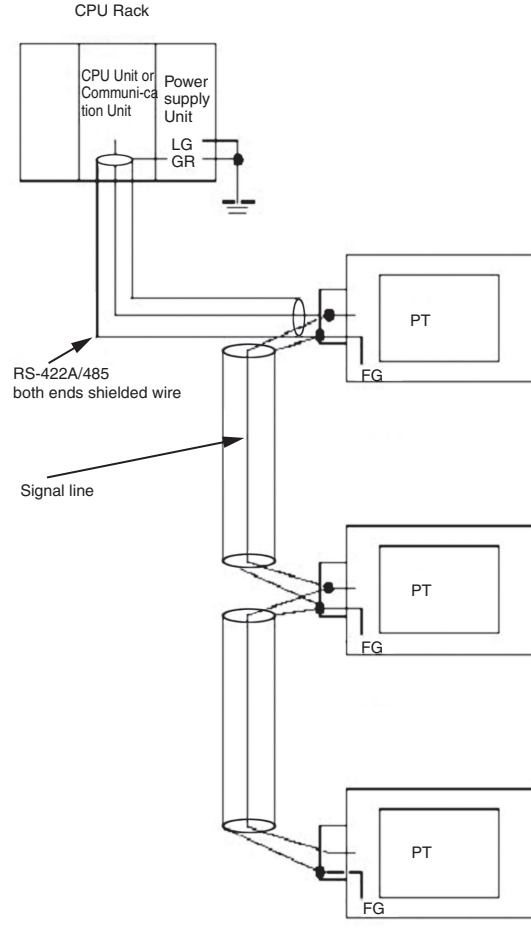 CPU Rack
CPU Unit or
Communi-ca
tion Unit
Power
supply
Unit
LG
GR
PT
FG
RS-422A/485
both ends shielded wire
Signal line
PT
FG
PT
FG